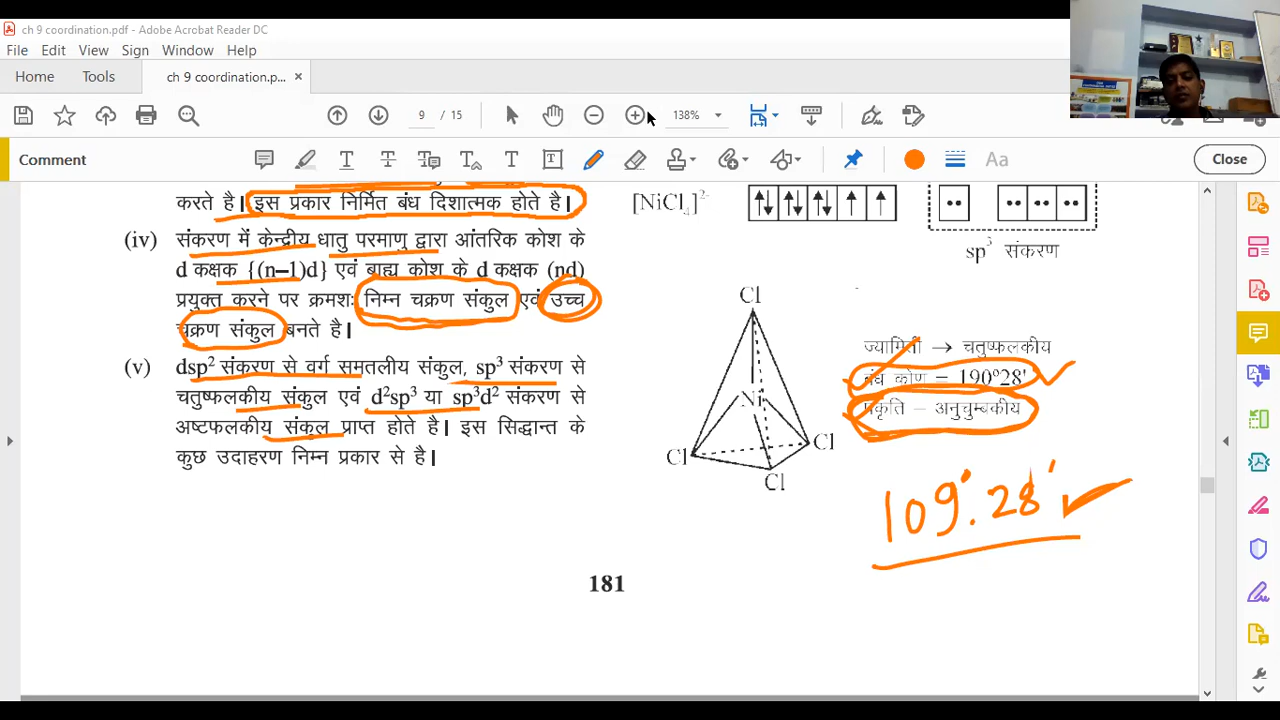 ch 9 coordination.pdf - Adobe Acrobat Reader DC
File Edit View Sign Window Help
Home Tools ch 9 coordination.p... ×
9 / 15 138%
Comment Close
करते है। इस प्रकार निर्मित बंध दिशात्मक होते है।
(iv) संकरण में केन्द्रीय धातु परमाणु द्वारा आंतरिक कोश के
d कक्षक {(n–1)d} एवं बाह्य कोश के d कक्षक (nd)
प्रयुक्त करने पर क्रमशः निम्न चक्रण संकुल एवं उच्च
चक्रण संकुल बनते है।
(v) dsp² संकरण से वर्ग समतलीय संकुल, sp³ संकरण से
चतुष्फलकीय संकुल एवं d²sp³ या sp³d² संकरण से
अष्टफलकीय संकुल प्राप्त होते है। इस सिद्धान्त के
कुछ उदाहरण निम्न प्रकार से है।
[NiCl₄]²⁻
sp³ संकरण
Cl
Ni
Cl
Cl
Cl
ज्यामिती → चतुष्फलकीय
बंध कोण = 190°28'
प्रकृति – अनुचुम्बकीय
109°.28'
181